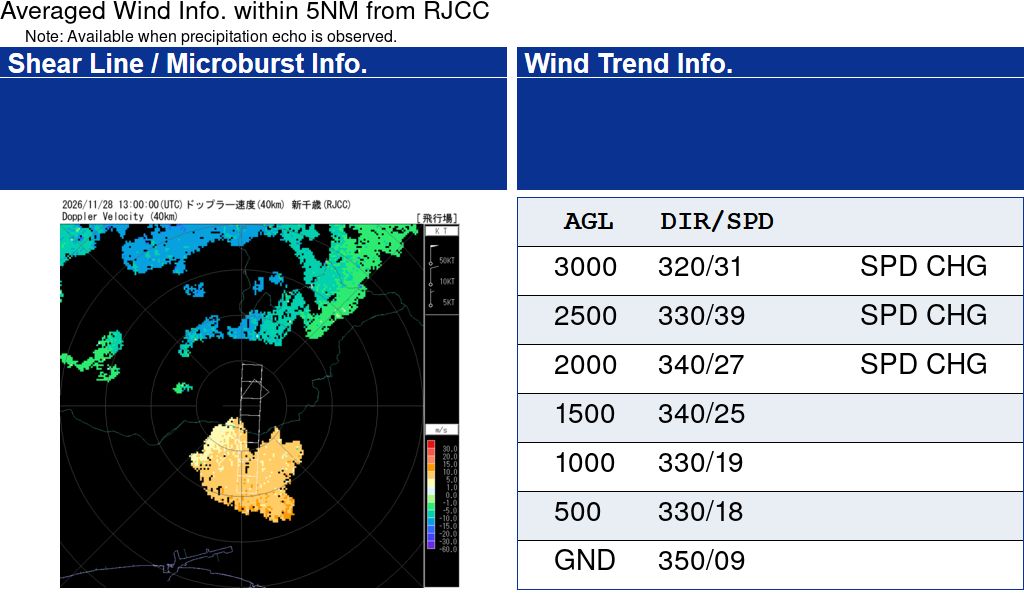 Averaged Wind Info. within 5NM from RJCC
Note: Available when precipitation echo is observed.
Shear Line / Microburst Info.
Wind Trend Info.
2026/11/28 13:00:00(UTC) ドップラー速度(40km) 新千歳(RJCC)
Doppler Velocity (40km)
[飛行場]
KT
50KT
10KT
5KT
m/s
30.0
20.0
15.0
10.0
5.0
1.0
0.0
-1.0
-5.0
-10.0
-15.0
-20.0
-30.0
-60.0
AGL DIR/SPD
3000 320/31 SPD CHG
2500 330/39 SPD CHG
2000 340/27 SPD CHG
1500 340/25
1000 330/19
500 330/18
GND 350/09